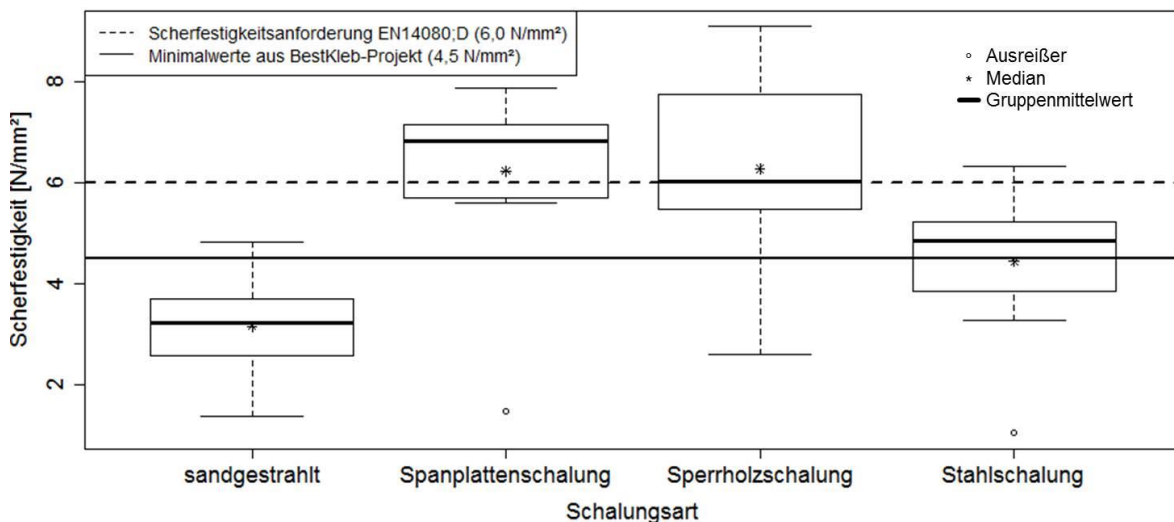 --- Scherfestigkeitsanforderung EN14080;D (6,0 N/mm²)
— Minimalwerte aus BestKleb-Projekt (4,5 N/mm²)
Ausreißer
* Median
Gruppenmittelwert
Scherfestigkeit [N/mm²]
8
6
4
2
sandgestrahlt
Spanplattenschalung
Sperrholzschalung
Stahlschalung
Schalungsart